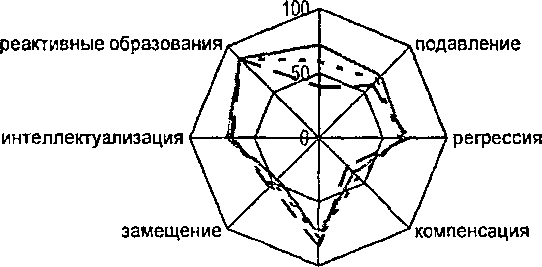 100
реактивные образования
подавление
50
интеллектуализация
0
регрессия
замещение
компенсация